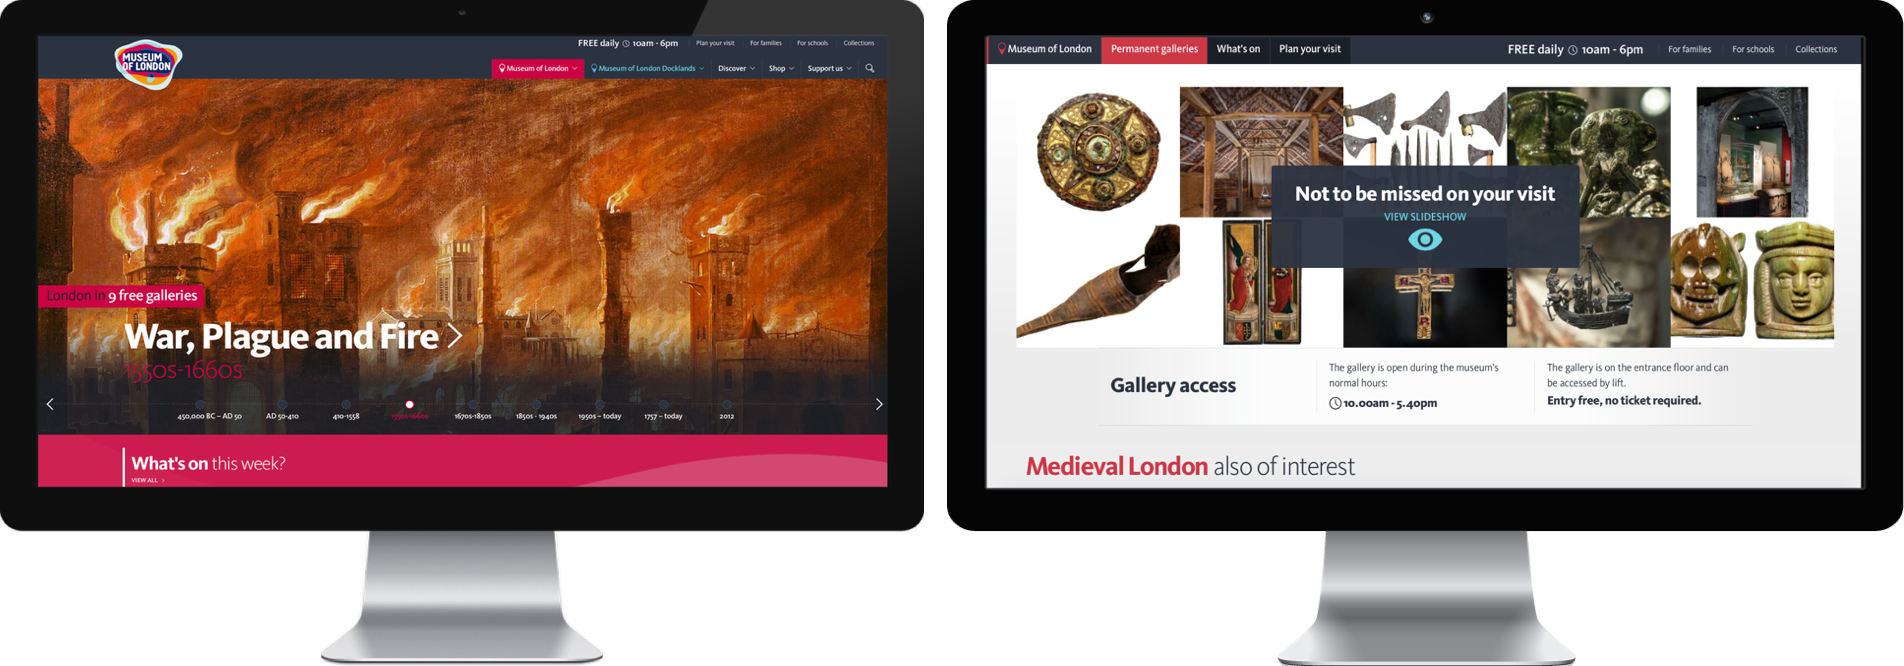 MUSEUM
OF LONDON
FREE daily 10am - 6pm Plan your visit For families For schools Collections
Museum of London Museum of London Docklands Discover Shop Support us
London in 9 free galleries
War, Plague and Fire
1550s-1660s
450,000 BC – AD 50 AD 50-410 410-1558 1550s-1660s 1670s-1850s 1850s - 1940s 1950s – today 1757 – today 2012
What's on this week?
VIEW ALL
Museum of London Permanent galleries What's on Plan your visit FREE daily 10am - 6pm For families For schools Collections
Not to be missed on your visit
VIEW SLIDESHOW
Gallery access
The gallery is open during the museum's
normal hours:
10.00am - 5.40pm
The gallery is on the entrance floor and can
be accessed by lift.
Entry free, no ticket required.
Medieval London also of interest